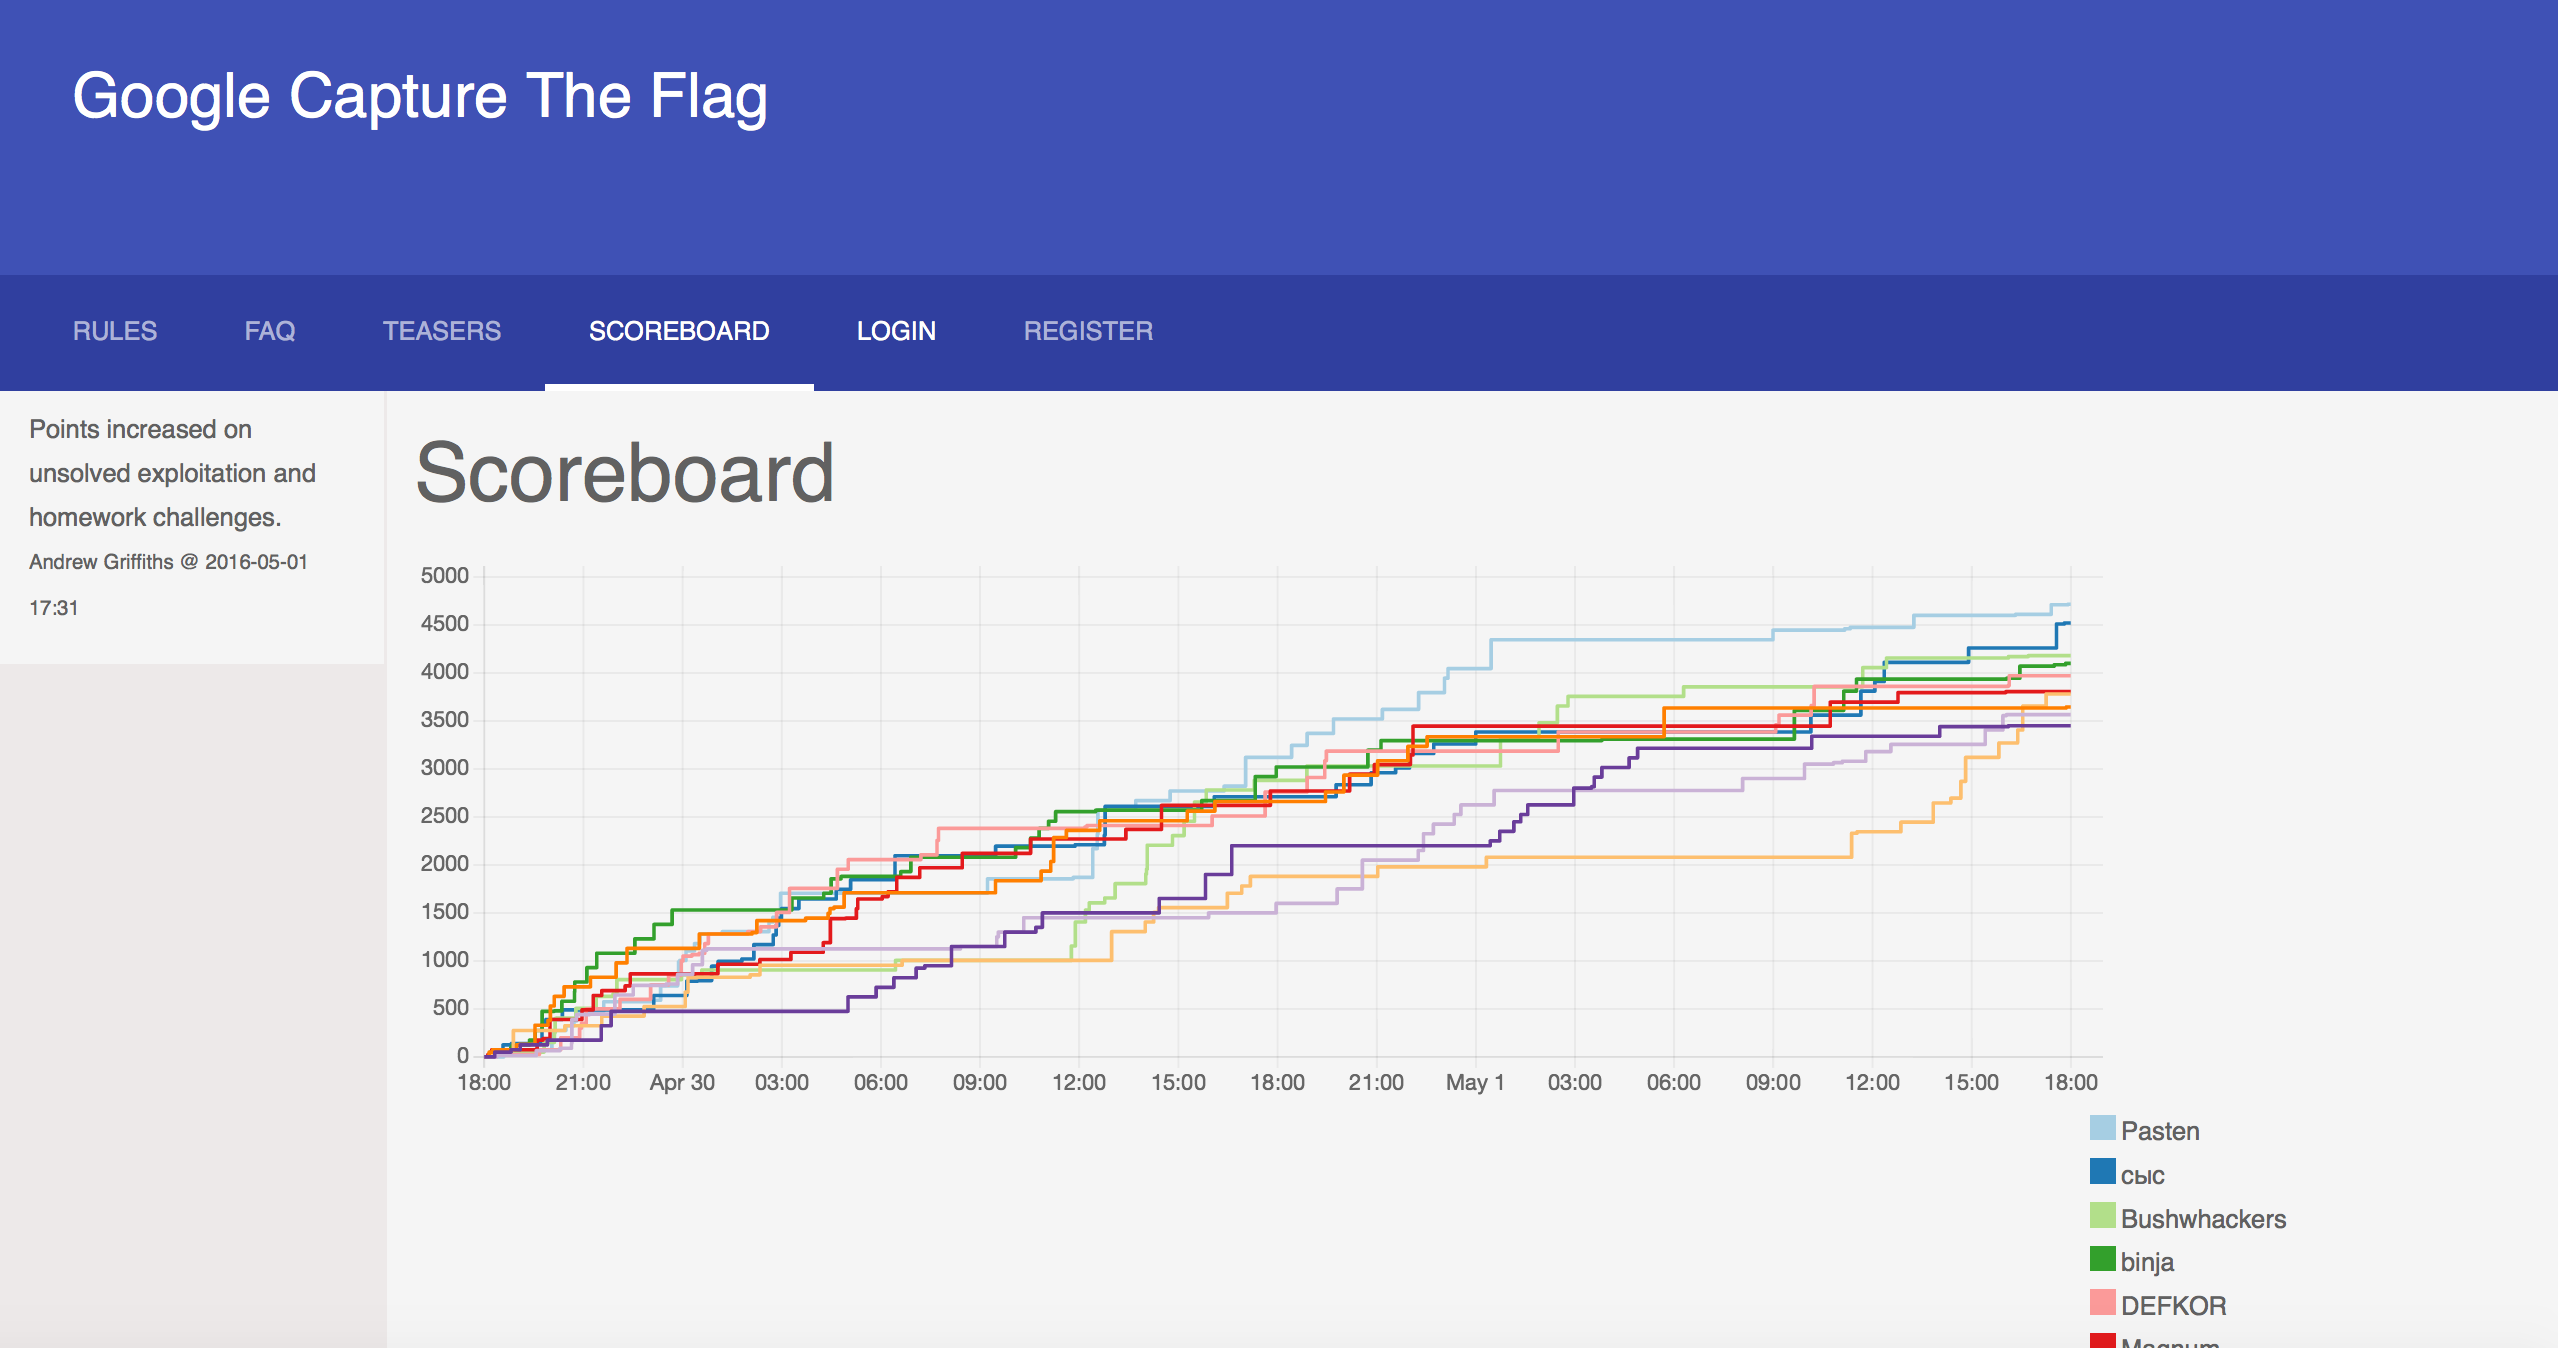 Google Capture The Flag
RULES FAQ TEASERS SCOREBOARD LOGIN REGISTER
Points increased on
unsolved exploitation and
homework challenges.
Andrew Griffiths @ 2016-05-01
17:31
Scoreboard
5000
4500
4000
3500
3000
2500
2000
1500
1000
500
0
18:00 21:00 Apr 30 03:00 06:00 09:00 12:00 15:00 18:00 21:00 May 1 03:00 06:00 09:00 12:00 15:00 18:00
Pasten
сыс
Bushwhackers
binja
DEFKOR
Magnum